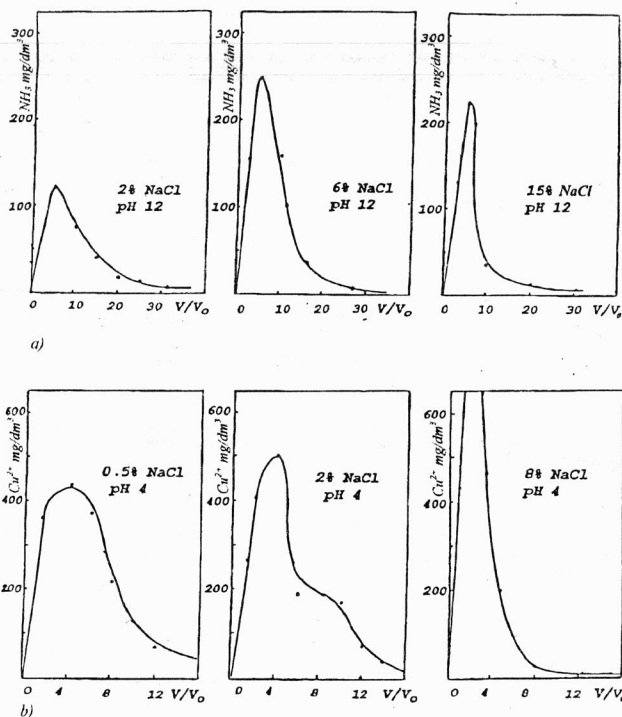 300
200
100
NH₃ mg/dm³
2% NaCl
pH 12
0 10 20 30 V/V₀
300
200
100
NH₃ mg/dm³
6% NaCl
pH 12
0 10 20 30 V/V₀
300
200
100
NH₃ mg/dm³
15% NaCl
pH 12
0 10 20 30 V/V₀
a)
600
400
200
Cu²⁺ mg/dm³
0.5% NaCl
pH 4
0 4 8 12 V/V₀
600
400
200
Cu²⁺ mg/dm³
2% NaCl
pH 4
0 4 8 12 V/V₀
600
400
200
Cu²⁺ mg/dm³
8% NaCl
pH 4
0 4 8 12 V/V₀
b)